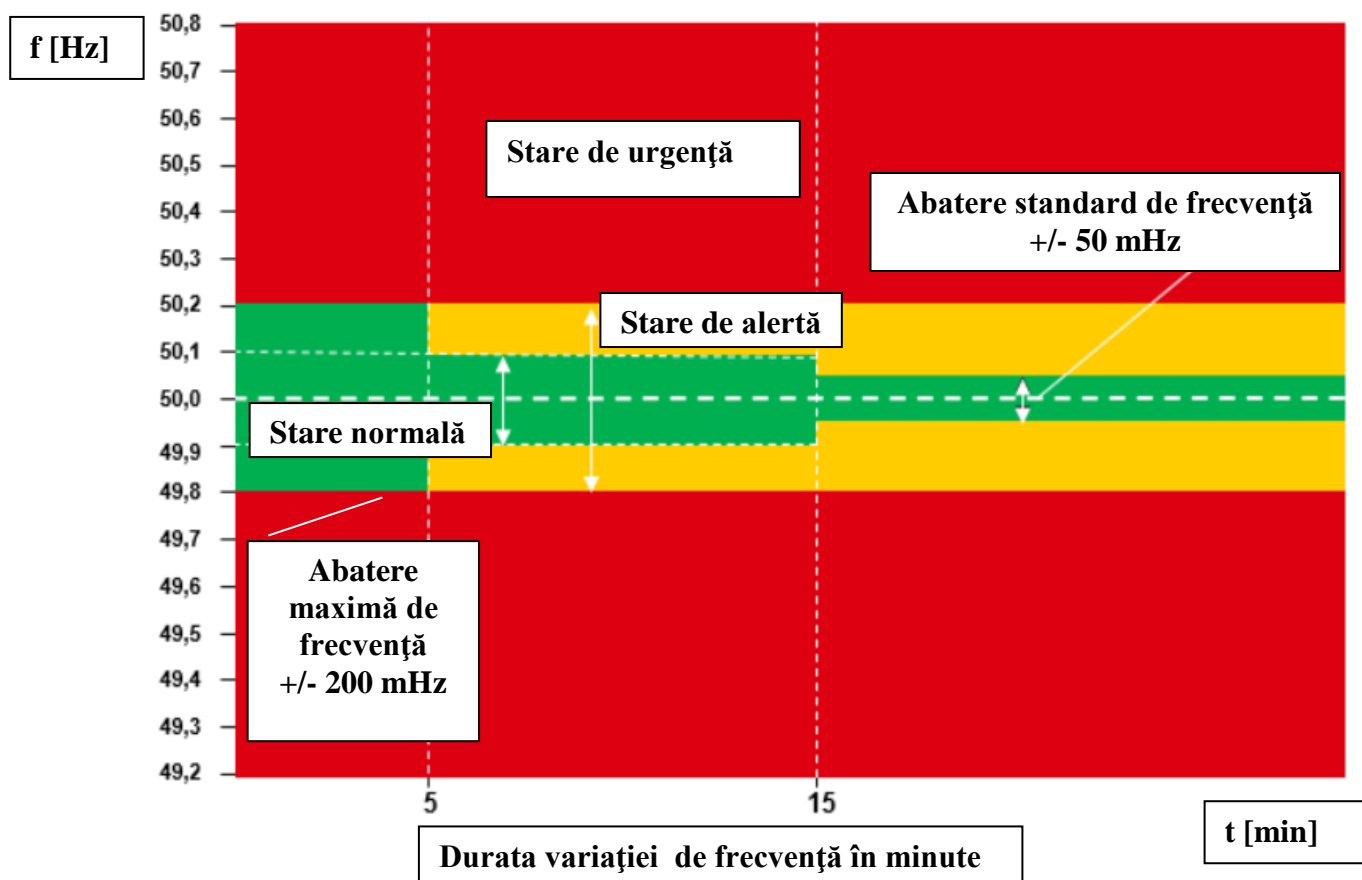 50,8
f [Hz]
50,7
50,6
Stare de urgenţă
50,5
50,4
Abatere standard de frecvenţă
+/- 50 mHz
50,3
50,2
Stare de alertă
50,1
50,0
Stare normală
49,9
49,8
49,7
Abatere
maximă de
frecvenţă
+/- 200 mHz
49,6
49,5
49,4
49,3
49,2
5
15
t [min]
Durata variaţiei de frecvenţă în minute